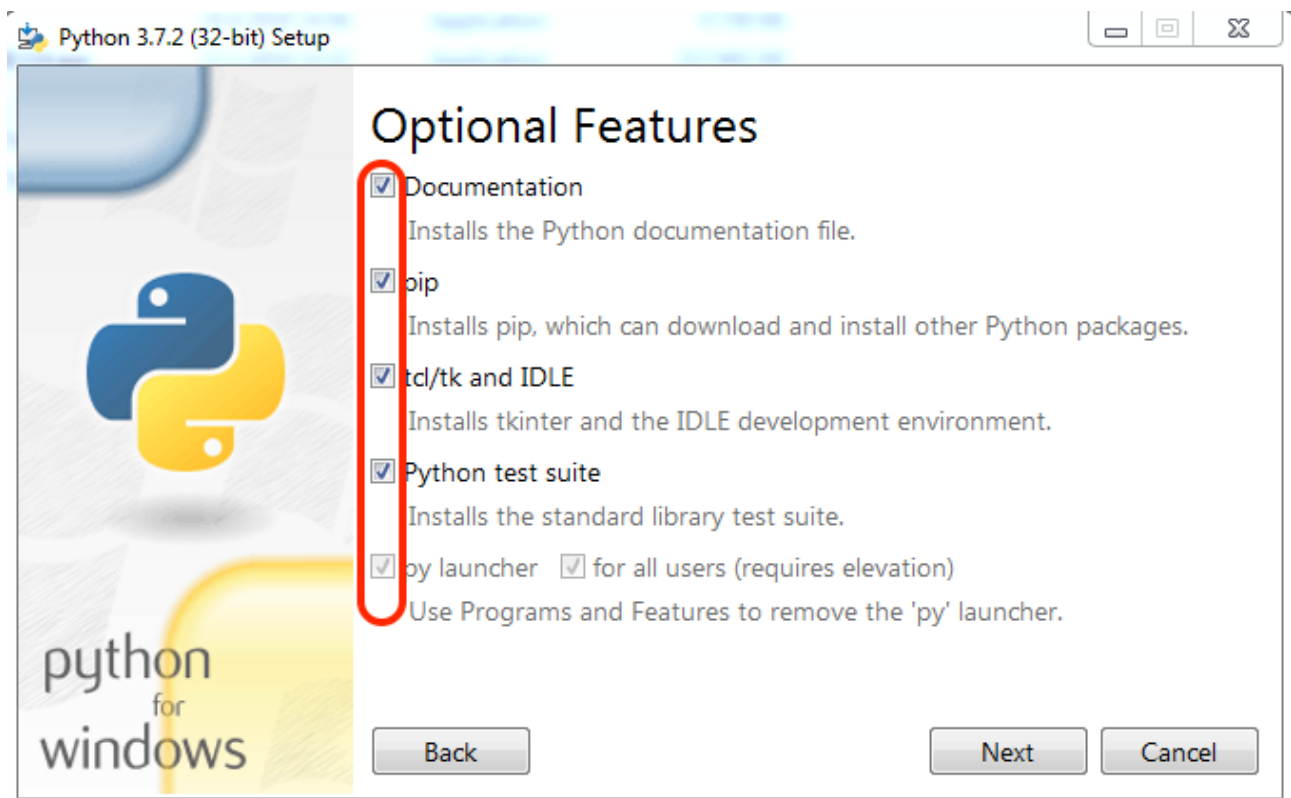 Python 3.7.2 (32-bit) Setup
Optional Features
Documentation
Installs the Python documentation file.
pip
Installs pip, which can download and install other Python packages.
tcl/tk and IDLE
Installs tkinter and the IDLE development environment.
Python test suite
Installs the standard library test suite.
py launcher for all users (requires elevation)
Use Programs and Features to remove the 'py' launcher.
python
for
windows
Back Next Cancel